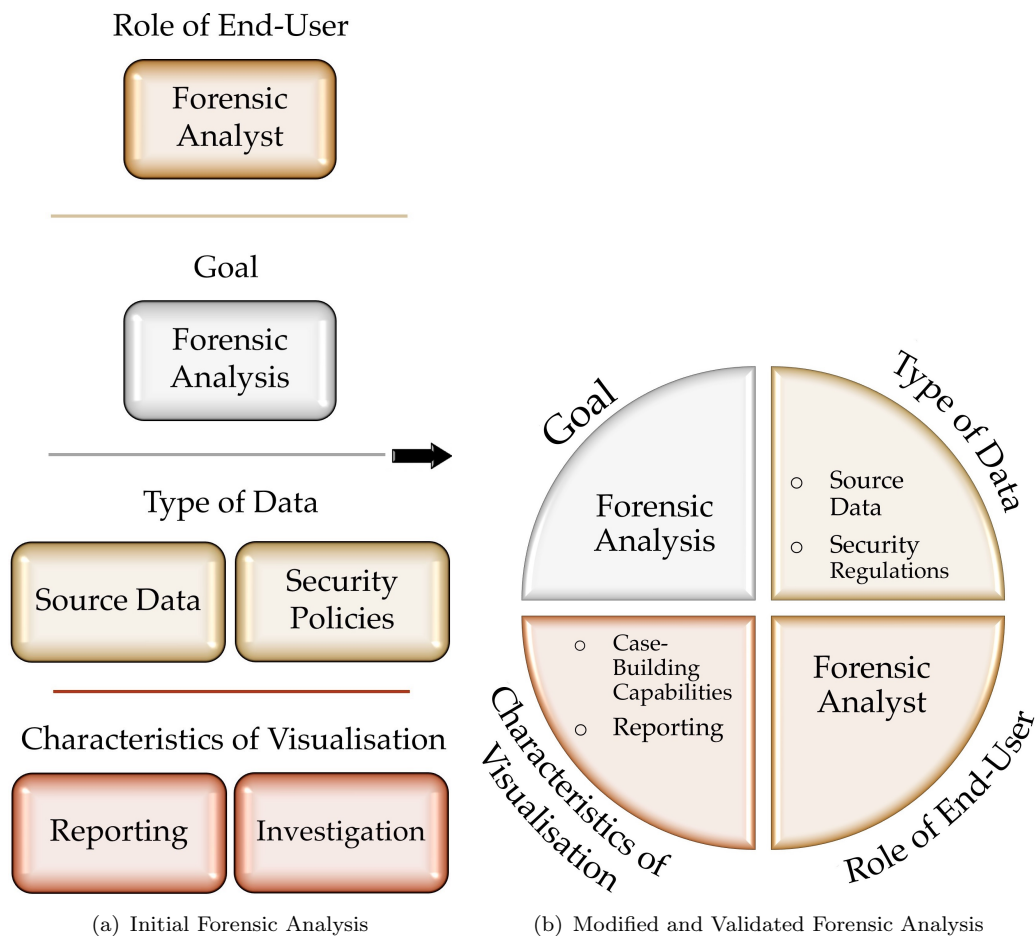 Role of End-User
Forensic
Analyst
Goal
Forensic
Analysis
Type of Data
Source Data
Security
Policies
Characteristics of Visualisation
Reporting
Investigation
(a) Initial Forensic Analysis
Goal
Forensic
Analysis
Type of Data
○ Source
Data
○ Security
Regulations
Characteristics of
Visualisation
○ Case-
Building
Capabilities
○ Reporting
Forensic
Analyst
Role of End-User
(b) Modified and Validated Forensic Analysis